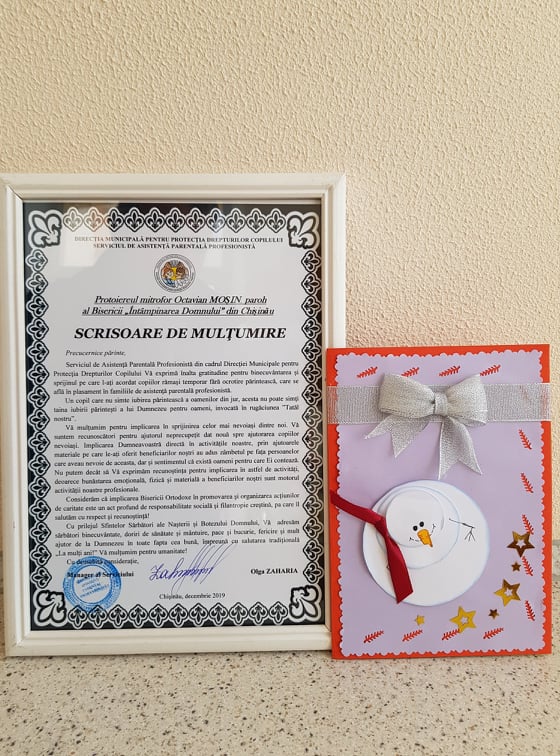 DIRECȚIA MUNICIPALĂ PENTRU PROTECȚIA DREPTURILOR COPILULUI
SERVICIUL DE ASISTENȚĂ PARENTALĂ PROFESIONISTĂ
Protoiereul mitrofor Octavian MOȘIN paroh
al Bisericii „Întâmpinarea Domnului” din Chișinău
SCRISOARE DE MULȚUMIRE
Precucernice părinte,
Serviciul de Asistență Parentală Profesionistă din cadrul Direcției Municipale pentru
Protecția Drepturilor Copilului Vă exprimă înalta gratitudine pentru binecuvântarea și
sprijinul pe care l-ați acordat copiilor rămași temporar fără ocrotire părintească, care se
află în plasament în familiile de asistență parentală profesionistă.
Un copil care nu simte iubirea părintească a oamenilor din jur, acesta nu poate simți
taina iubirii părintești a lui Dumnezeu pentru oameni, invocată în rugăciunea "Tatăl
nostru".
Vă mulțumim pentru implicarea în sprijinirea celor mai nevoiași dintre noi. Vă
suntem recunoscători pentru ajutorul neprecupețit dat nouă spre ajutorarea copiilor
nevoiași. Implicarea Dumneavoastră directă în activitățile noastre, prin ajutoarele
materiale pe care le-ați oferit beneficiarilor noștri au adus zâmbetul pe fața persoanelor
care aveau nevoie de aceasta, dar și sentimentul că există oameni pentru care Ei contează.
Nu putem decât să Vă exprimăm recunoștința pentru implicarea în astfel de activități,
deoarece bunăstarea emoțională, fizică și materială a beneficiarilor noștri sunt motorul
activității noastre profesionale.
Considerăm că implicarea Bisericii Ortodoxe în promovarea și organizarea acțiunilor
de caritate este un act profund de responsabilitate socială și filantropie creștină, pe care îl
salutăm cu respect și recunoștință!
Cu prilejul Sfintelor Sărbători ale Nașterii și Botezului Domnului, Vă adresăm
sărbători binecuvântate, doriri de sănătate și mântuire, pace și bucurie, fericire și mult
ajutor de la Dumnezeu în toate fapta cea bună, împreună cu salutarea tradițională
„La mulți ani!” Vă mulțumim pentru umanitate!
Cu deosebită considerație,
Manager al Serviciului Olga ZAHARIA
Chișinău, decembrie 2019